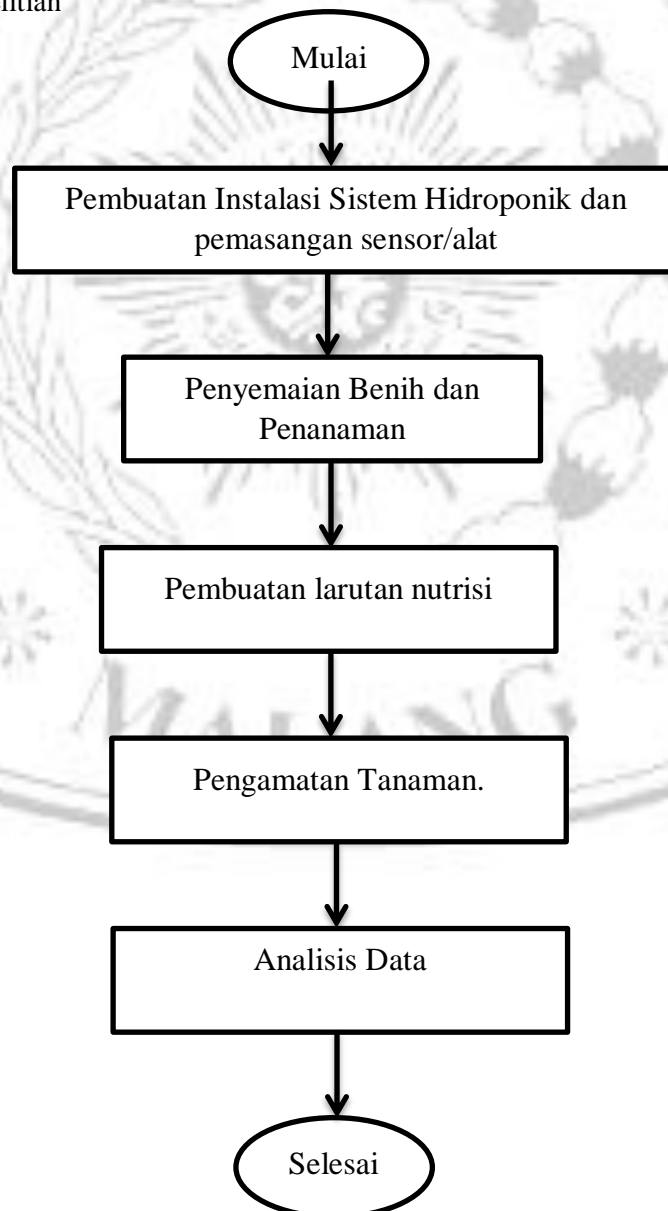 Mulai
Pembuatan Instalasi Sistem Hidroponik dan
pemasangan sensor/alat
Penyemaian Benih dan
Penanaman
Pembuatan larutan nutrisi
MALANG
Pengamatan Tanaman.
Analisis Data
Selesai